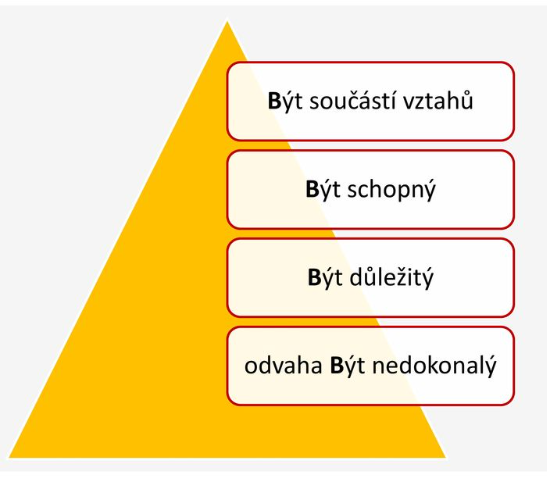 Být součástí vztahů
Být schopný
Být důležitý
odvaha Být nedokonalý